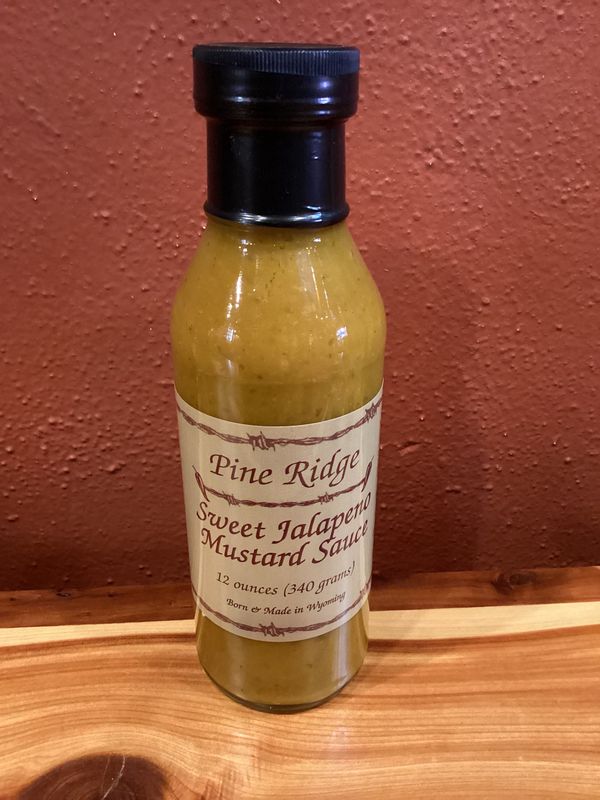 Pine Ridge
Sweet Jalapeno
Mustard Sauce
12 ounces (340 grams)
Born & Made in Wyoming